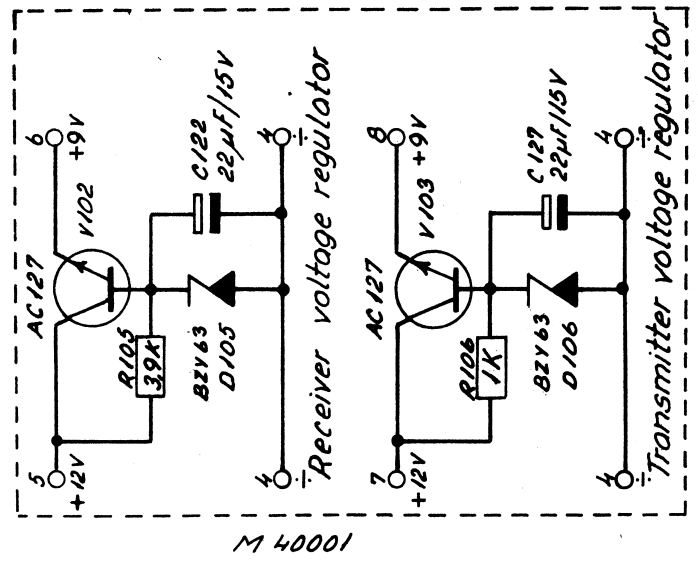 5
+12V
AC127
V102
6
+9V
R105
3,9K
BZY63
D105
C122
22µF/15V
4
÷
4
÷
Receiver voltage regulator
7
+12V
AC127
V103
8
+9V
R106
1K
BZY63
D106
C127
22µF/15V
4
÷
4
÷
Transmitter voltage regulator
M 40001